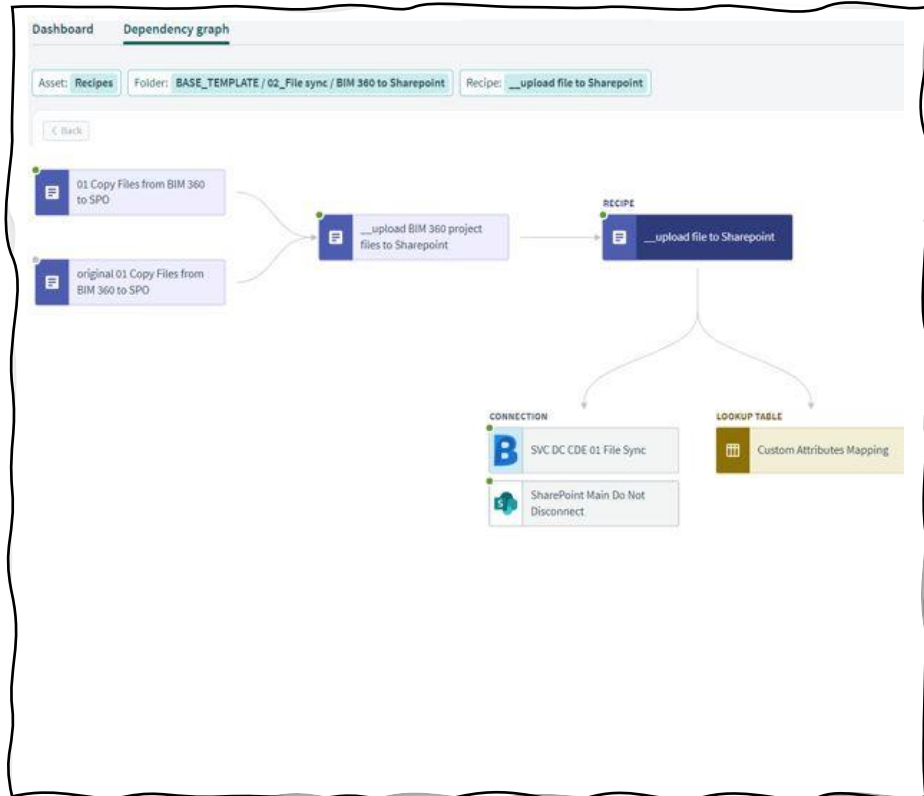 Dashboard Dependency graph
Asset: Recipes Folder: BASE_TEMPLATE / 02_File sync / BIM 360 to Sharepoint Recipe: __upload file to Sharepoint
< Back
01 Copy Files from BIM 360
to SPO
original 01 Copy Files from
BIM 360 to SPO
__upload BIM 360 project
files to Sharepoint
RECIPE
__upload file to Sharepoint
CONNECTION
B SVC DC CDE 01 File Sync
S SharePoint Main Do Not
Disconnect
LOOKUP TABLE
Custom Attributes Mapping